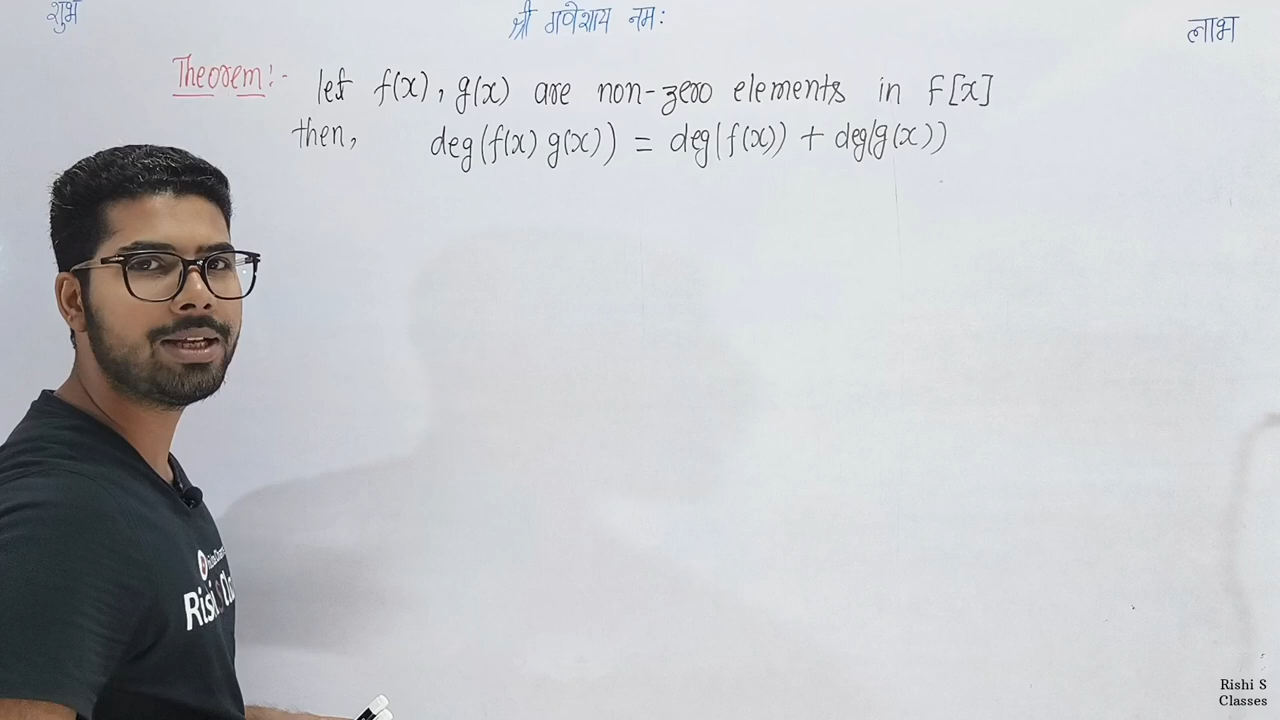 शुभ
श्री गणेशाय नमः
लाभ
Theorem:- let f(x), g(x) are non-zero elements in F[x]
then, deg(f(x) g(x)) = deg(f(x)) + deg(g(x))
Rishi S
Classes